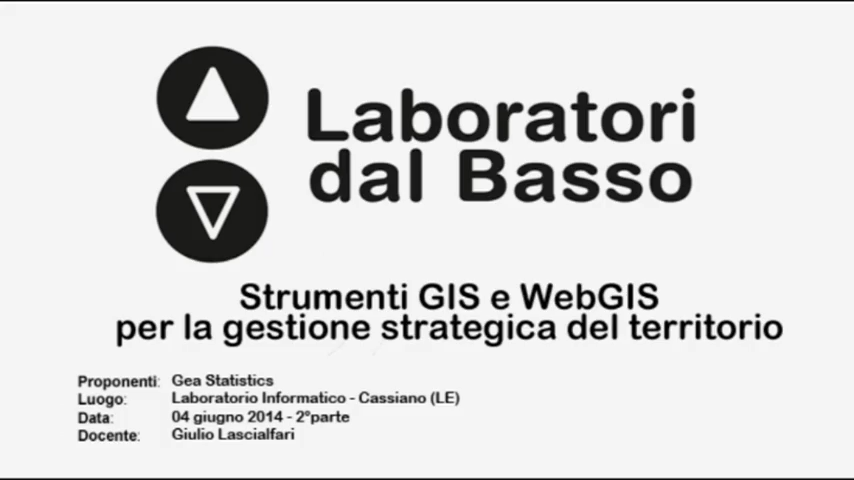 Laboratori
dal Basso
Strumenti GIS e WebGIS
per la gestione strategica del territorio
Proponenti: Gea Statistics
Luogo: Laboratorio Informatico - Cassiano (LE)
Data: 04 giugno 2014 - 2°parte
Docente: Giulio Lascialfari